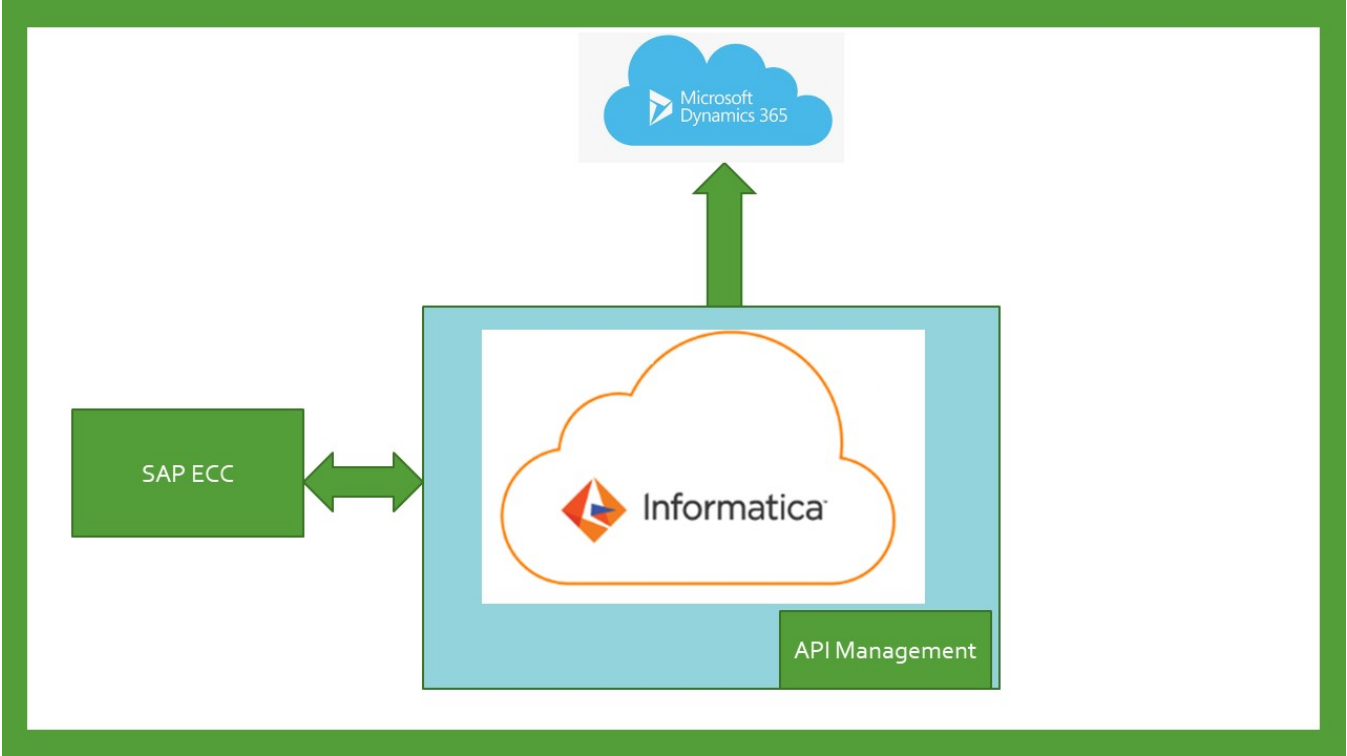 Microsoft
Dynamics 365
SAP ECC
Informatica
API Management